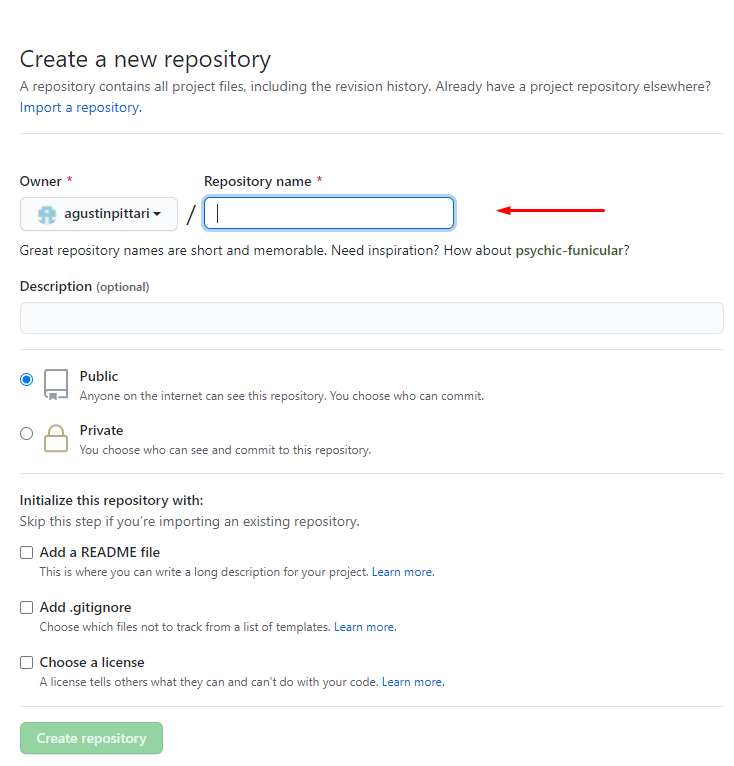 Create a new repository
A repository contains all project files, including the revision history. Already have a project repository elsewhere?
Import a repository.
Owner * Repository name *
agustinpittari /
Great repository names are short and memorable. Need inspiration? How about psychic-funicular?
Description (optional)
Public
Anyone on the internet can see this repository. You choose who can commit.
Private
You choose who can see and commit to this repository.
Initialize this repository with:
Skip this step if you're importing an existing repository.
Add a README file
This is where you can write a long description for your project. Learn more.
Add .gitignore
Choose which files not to track from a list of templates. Learn more.
Choose a license
A license tells others what they can and can't do with your code. Learn more.
Create repository